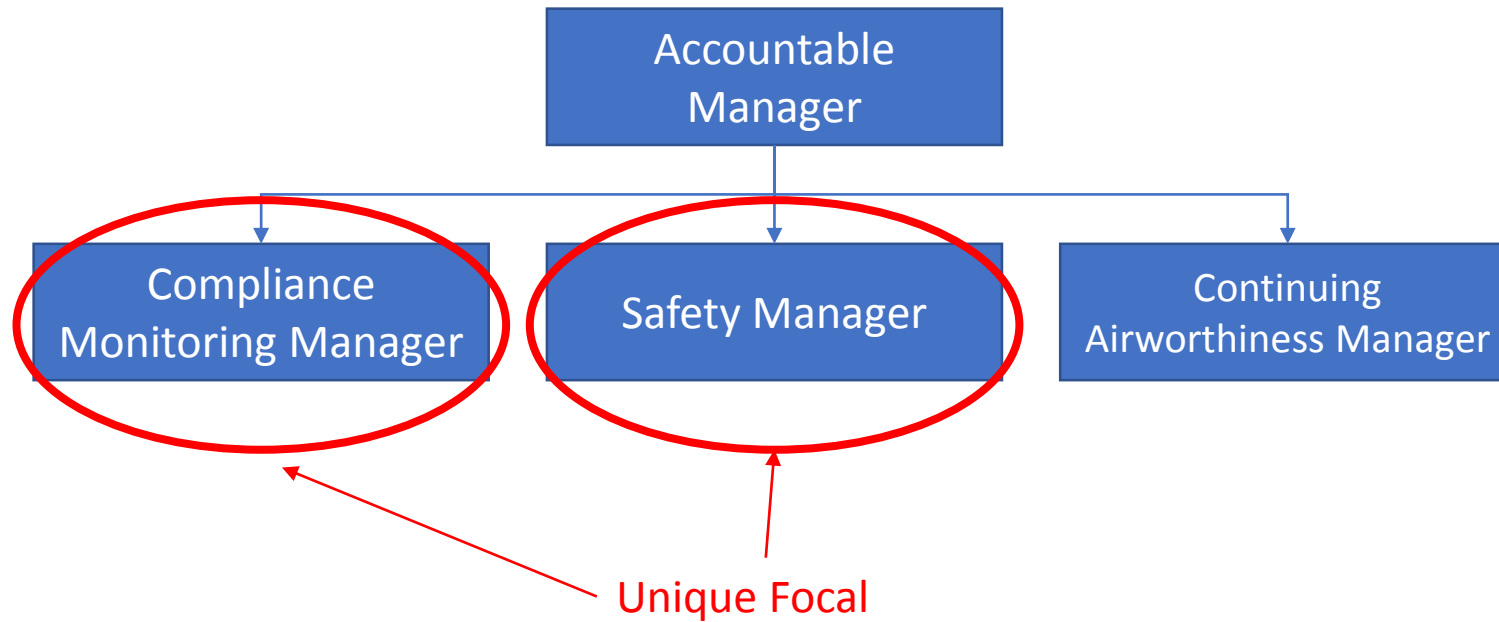 Accountable
Manager
Compliance
Monitoring Manager
Safety Manager
Continuing
Airworthiness Manager
Unique Focal